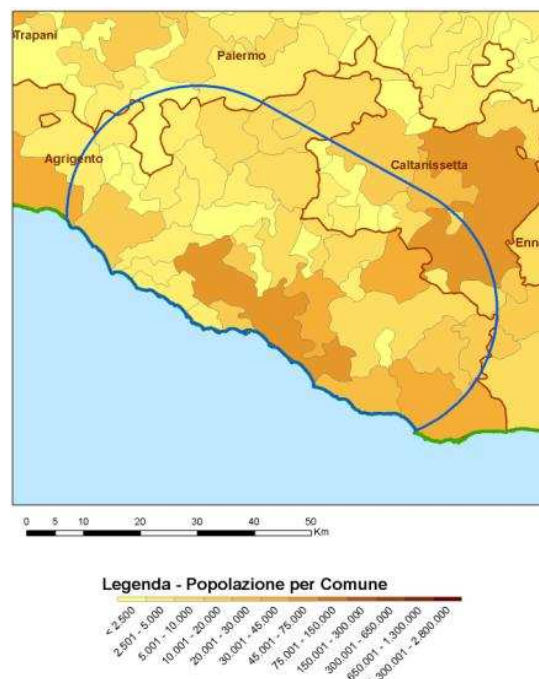 Trapani
Palermo
Agrigento
Caltanissetta
Enn
0 5 10 20 30 40 50
Km
Legenda - Popolazione per Comune
< 2.500
2.501 - 5.000
5.001 - 10.000
10.001 - 20.000
20.001 - 30.000
30.001 - 45.000
45.001 - 75.000
75.001 - 150.000
150.001 - 300.000
300.001 - 650.000
650.001 - 1.300.000
300.001 - 2.800.000